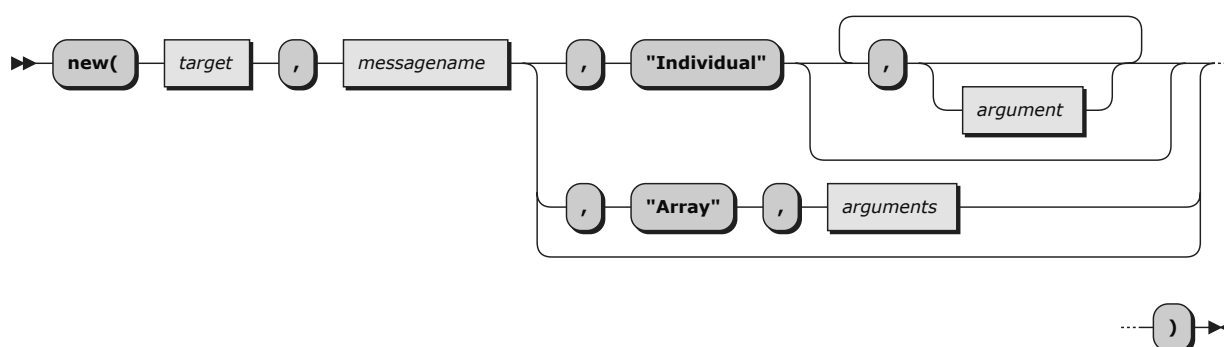 new( target , messagename , "Individual" ,
argument
, "Array" , arguments
)